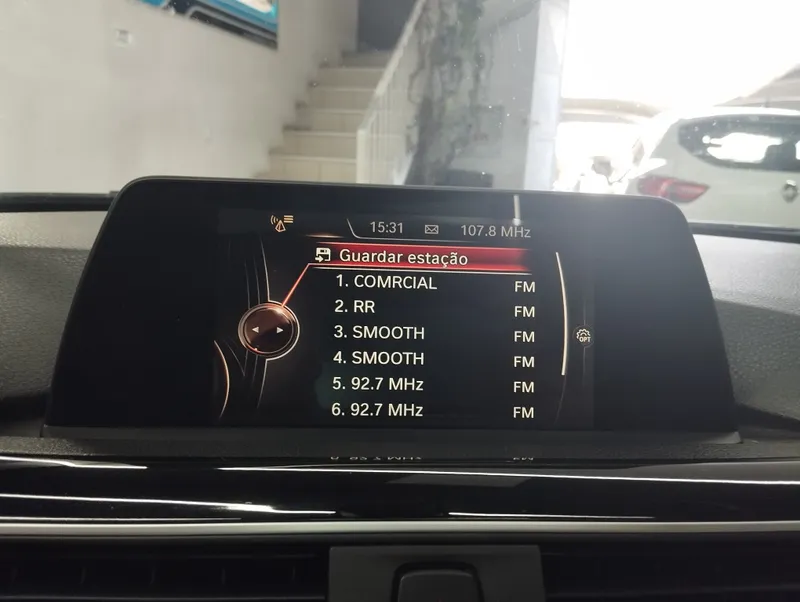 15:31 107.8 MHz
Guardar estação
1. COMRCIAL FM
2. RR FM
3. SMOOTH FM
4. SMOOTH FM
5. 92.7 MHz FM
6. 92.7 MHz FM
OPT